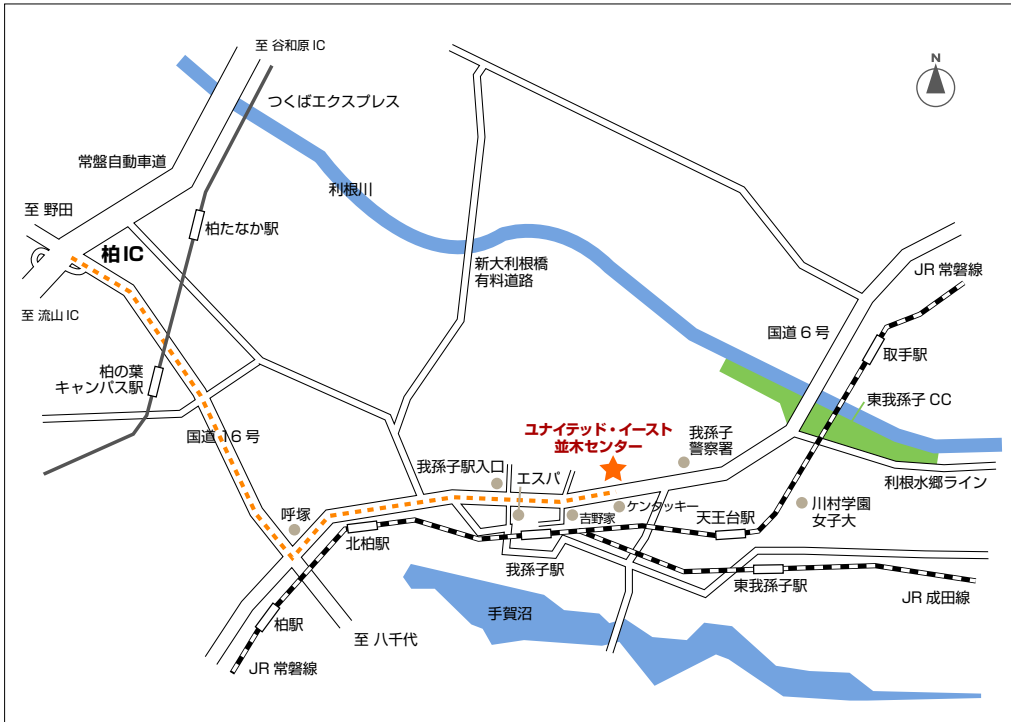 至 谷和原 IC
N
つくばエクスプレス
常盤自動車道
利根川
至 野田
柏たなか駅
柏 IC
新大利根橋
有料道路
JR 常磐線
至 流山 IC
国道 6 号
取手駅
柏の葉
キャンパス駅
東我孫子 CC
国道 16 号
ユナイテッド・イースト
並木センター
我孫子
警察署
我孫子駅入口
エスパ
利根水郷ライン
ケンタッキー
川村学園
女子大
呼塚
吉野家
天王台駅
北柏駅
我孫子駅
東我孫子駅
JR 成田線
手賀沼
柏駅
至 八千代
JR 常磐線